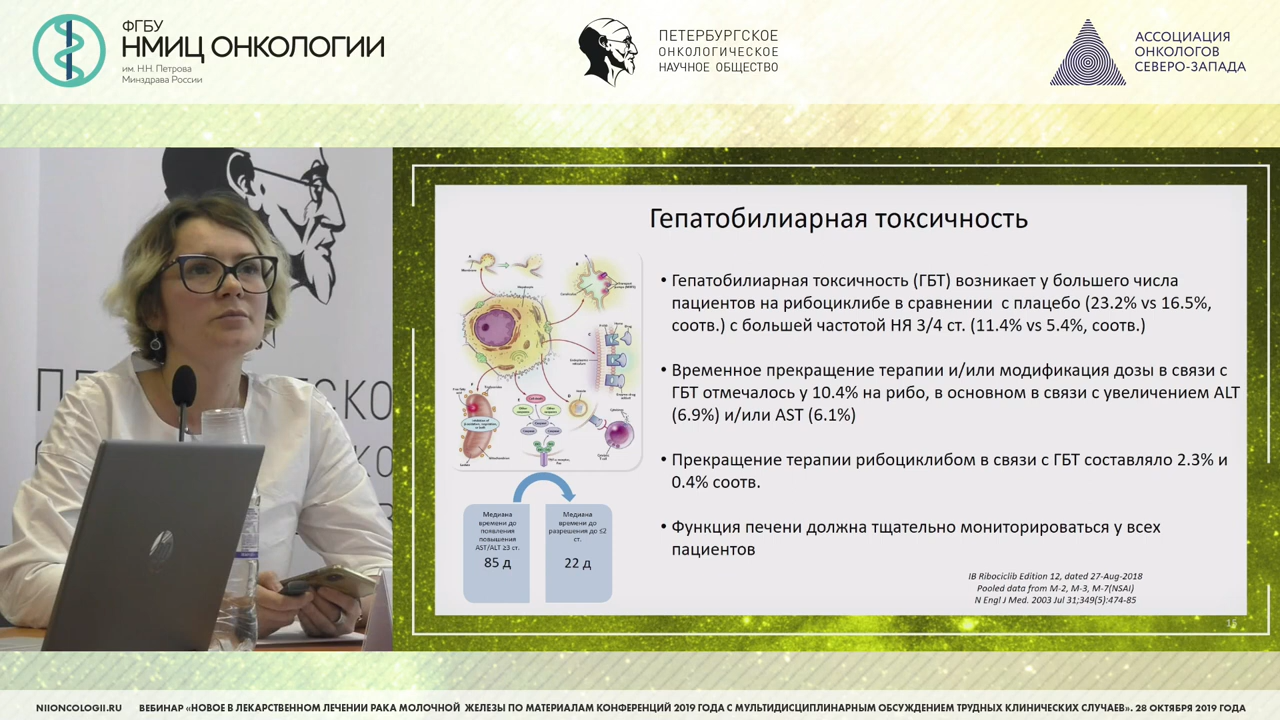 ФГБУ
НМИЦ ОНКОЛОГИИ
им. Н.Н. Петрова
Минздрава России
ПЕТЕРБУРГСКОЕ
ОНКОЛОГИЧЕСКОЕ
НАУЧНОЕ ОБЩЕСТВО
АССОЦИАЦИЯ
ОНКОЛОГОВ
СЕВЕРО-ЗАПАДА
Гепатобилиарная токсичность
• Гепатобилиарная токсичность (ГБТ) возникает у большего числа
пациентов на рибоциклибе в сравнении с плацебо (23.2% vs 16.5%,
соотв.) с большей частотой НЯ 3/4 ст. (11.4% vs 5.4%, соотв.)
• Временное прекращение терапии и/или модификация дозы в связи с
ГБТ отмечалось у 10.4% на рибо, в основном в связи с увеличением ALT
(6.9%) и/или AST (6.1%)
• Прекращение терапии рибоциклибом в связи с ГБТ составляло 2.3% и
0.4% соотв.
• Функция печени должна тщательно мониторироваться у всех
пациентов
Медиана
времени до
появления
повышения
AST/ALT ≥3 ст.
85 д
Медиана
времени до
разрешения до ≤2
ст.
22 д
IB Ribociclib Edition 12, dated 27-Aug-2018
Pooled data from M-2, M-3, M-7(NSAI)
N Engl J Med. 2003 Jul 31;349(5):474-85
15
NIIONCOLOGII.RU ВЕБИНАР «НОВОЕ В ЛЕКАРСТВЕННОМ ЛЕЧЕНИИ РАКА МОЛОЧНОЙ ЖЕЛЕЗЫ ПО МАТЕРИАЛАМ КОНФЕРЕНЦИЙ 2019 ГОДА С МУЛЬТИДИСЦИПЛИНАРНЫМ ОБСУЖДЕНИЕМ ТРУДНЫХ КЛИНИЧЕСКИХ СЛУЧАЕВ». 28 ОКТЯБРЯ 2019 ГОДА